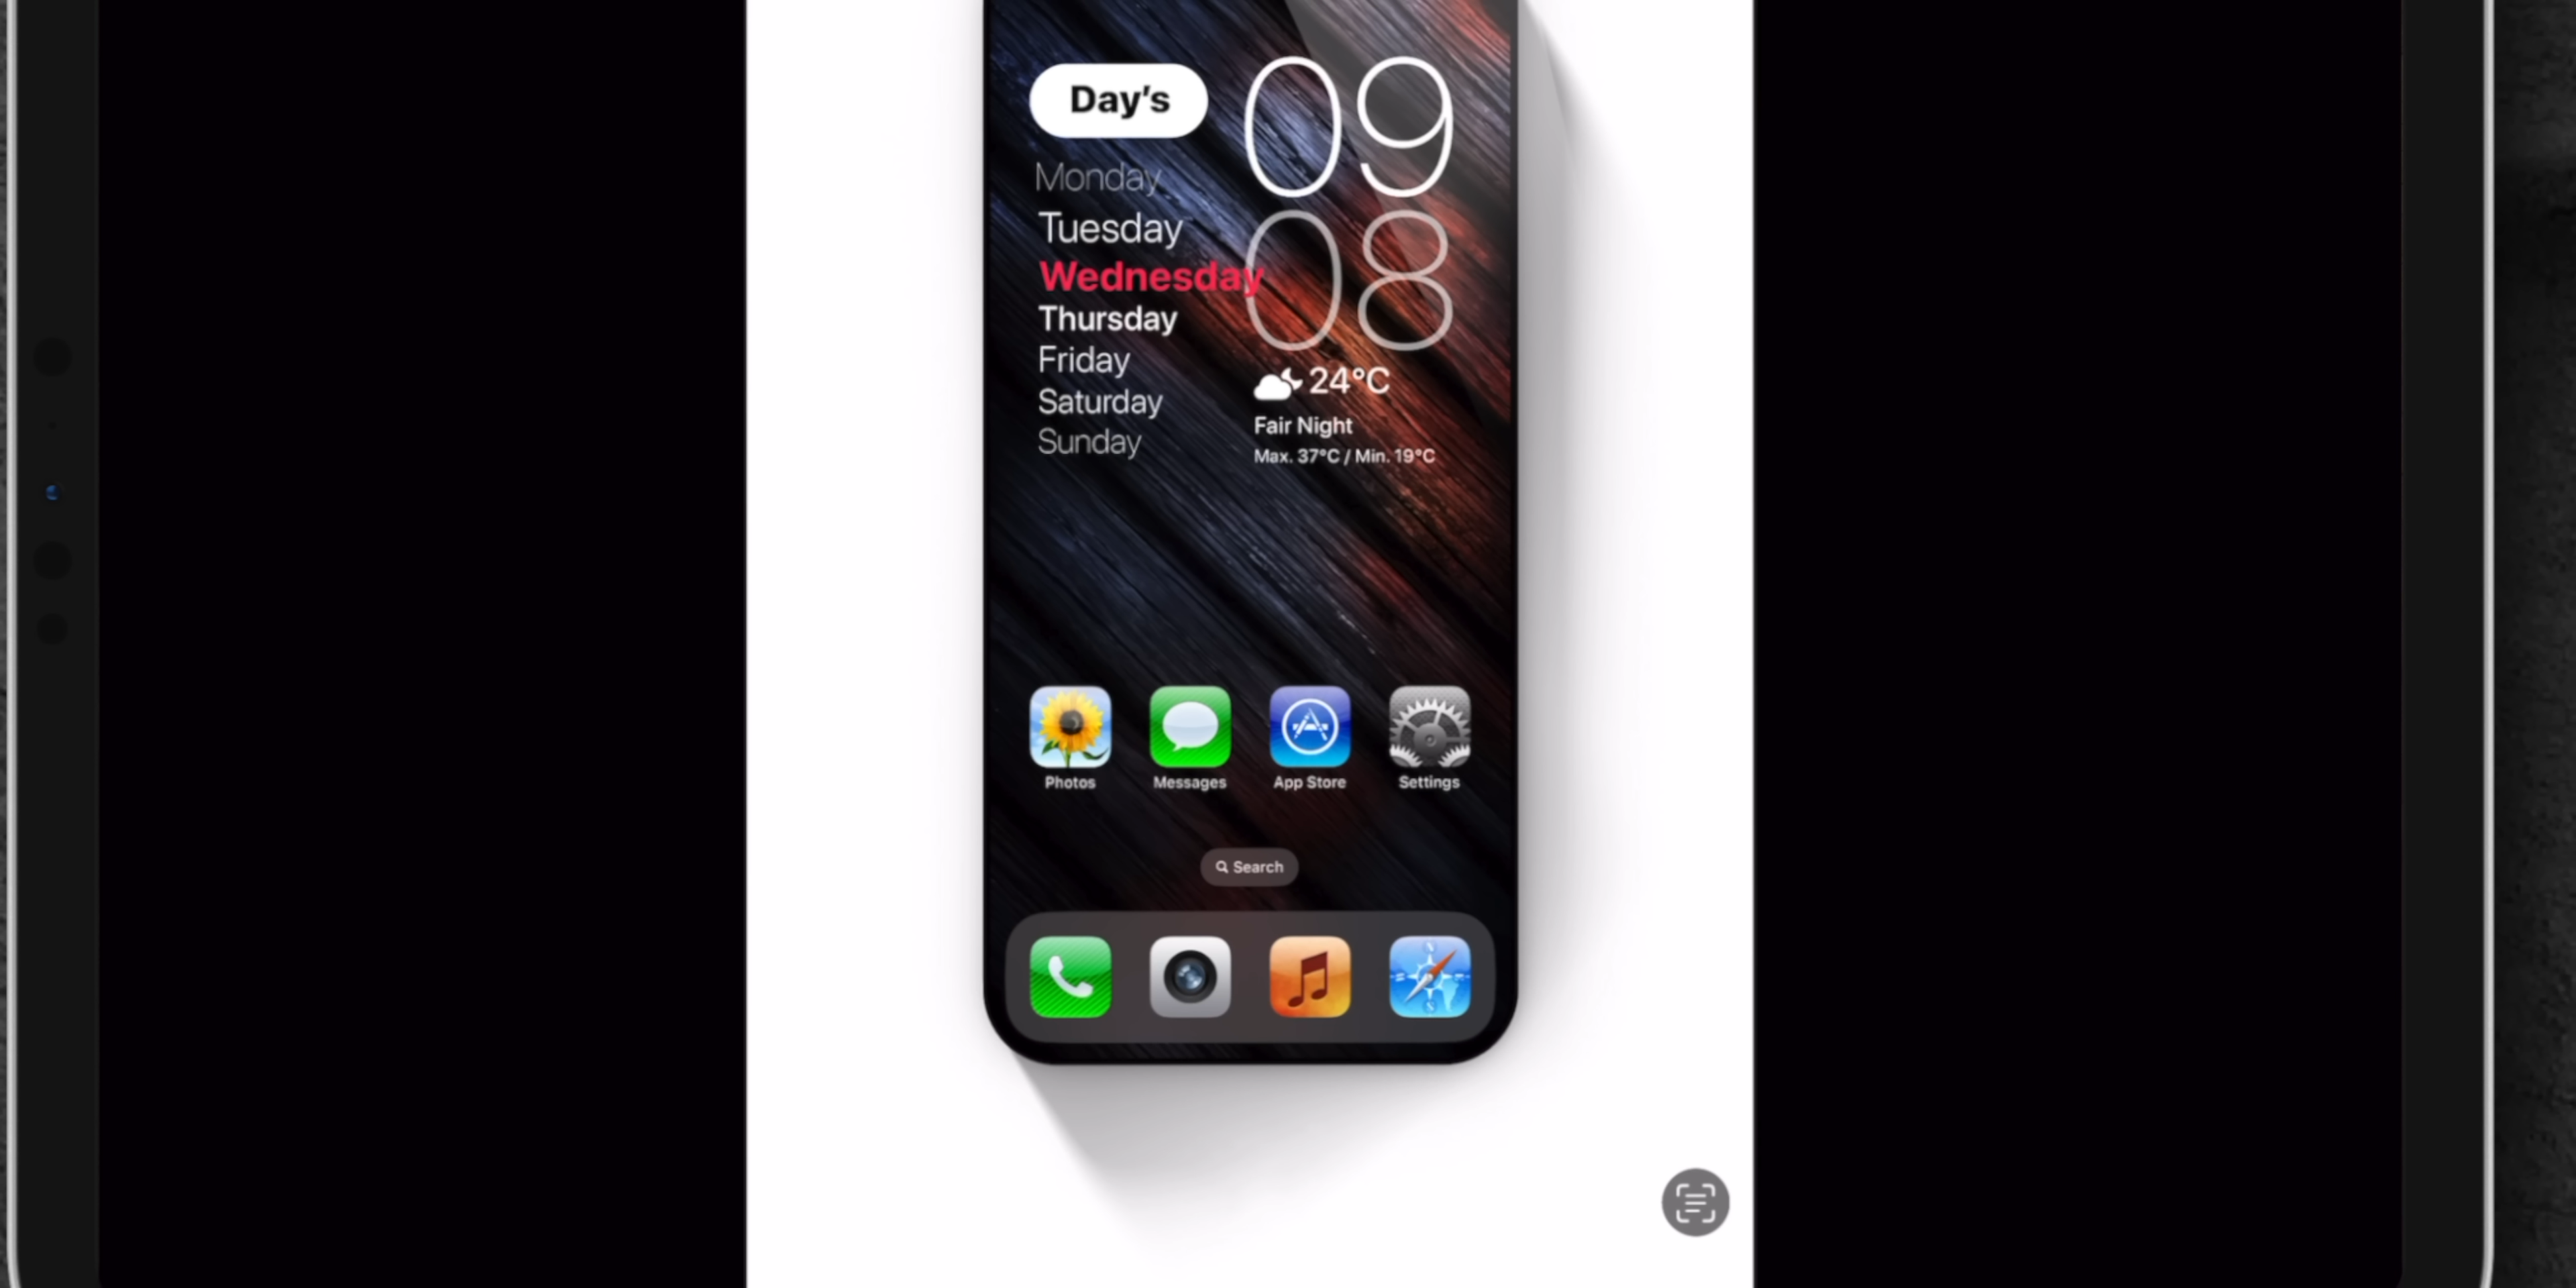 Day's
09
Monday
Tuesday
08
Wednesday
Thursday
Friday
24°C
Saturday
Fair Night
Sunday
Max. 37°C / Min. 19°C
Photos
Messages
App Store
Settings
Search